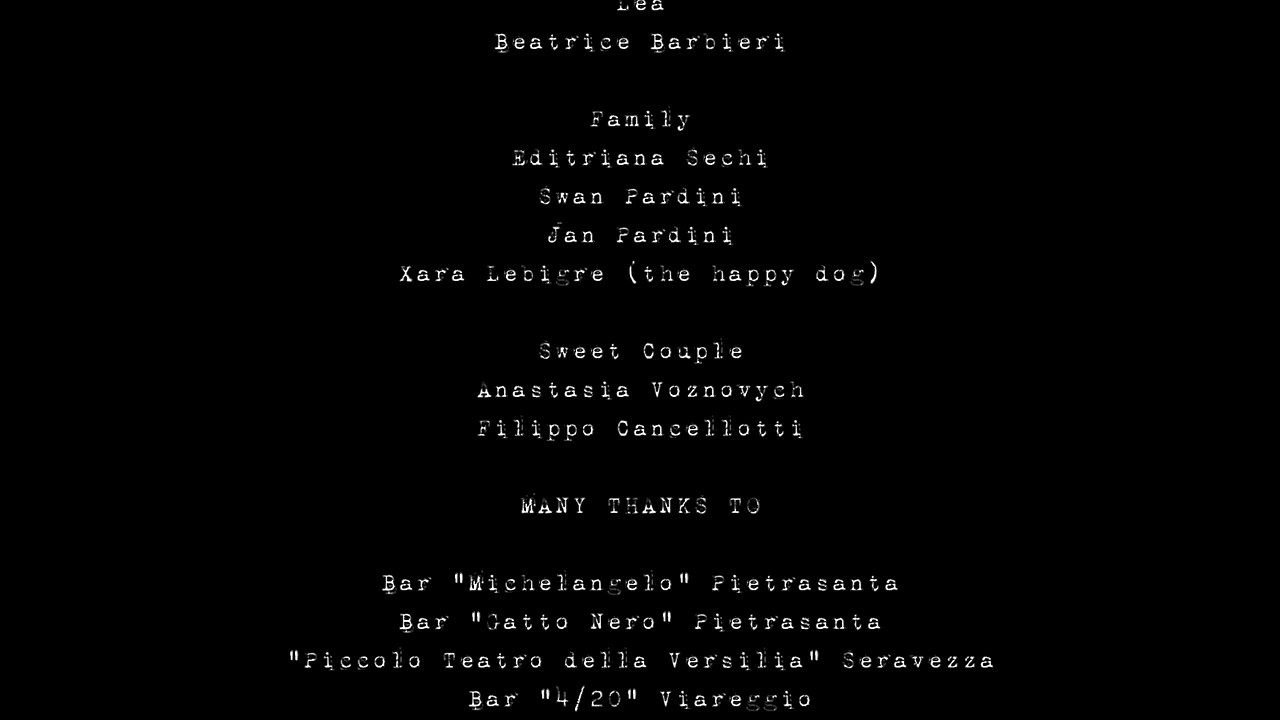 Lea
Beatrice Barbieri
Family
Editriana Sechi
Swan Pardini
Jan Pardini
Xara Lebigre (the happy dog)
Sweet Couple
Anastasia Voznovych
Filippo Cancellotti
MANY THANKS TO
Bar "Michelangelo" Pietrasanta
Bar "Gatto Nero" Pietrasanta
"Piccolo Teatro della Versilia" Seravezza
Bar "4/20" Viareggio